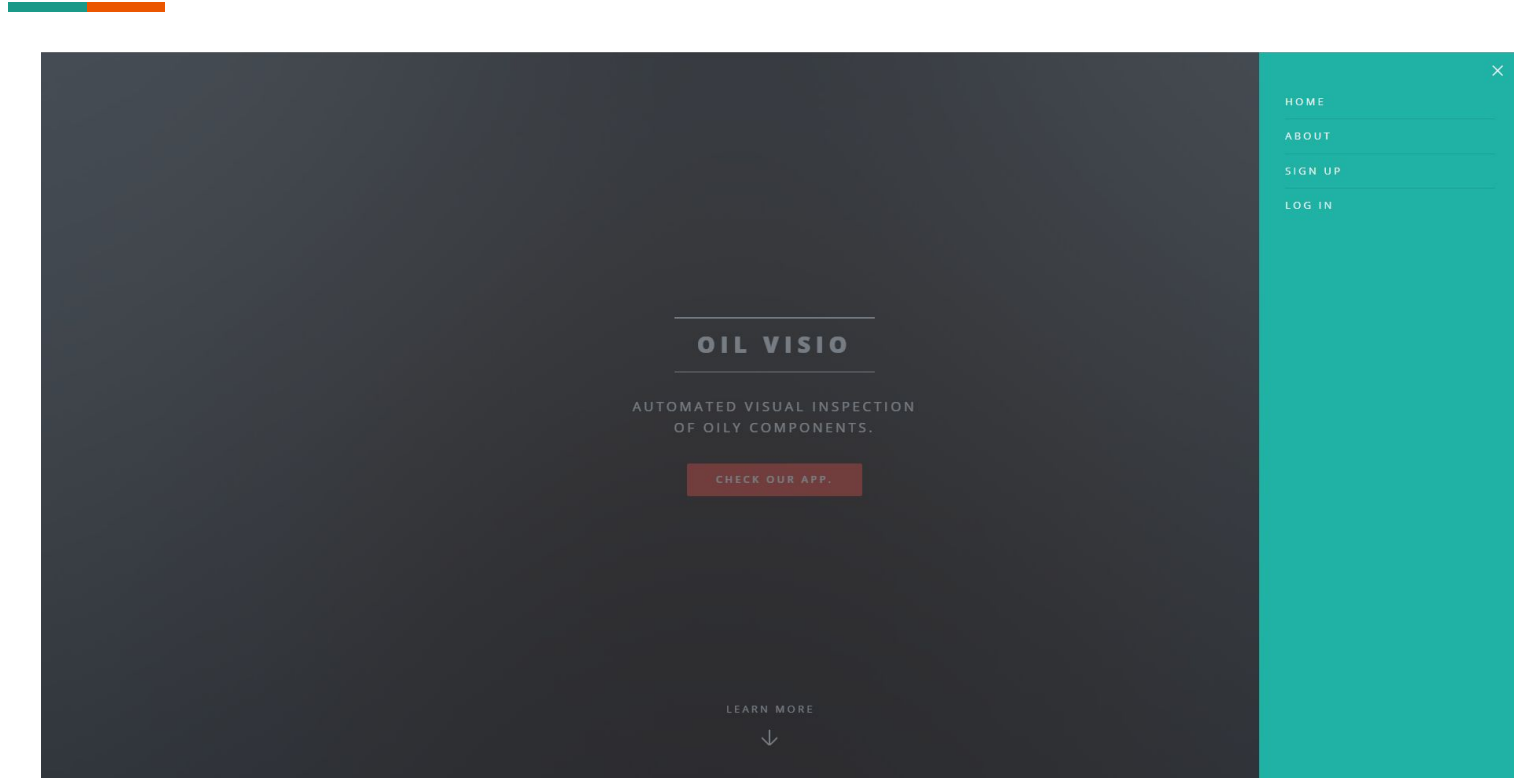 HOME
ABOUT
SIGN UP
LOG IN
OIL VISIO
AUTOMATED VISUAL INSPECTION
OF OILY COMPONENTS.
CHECK OUR APP.
LEARN MORE